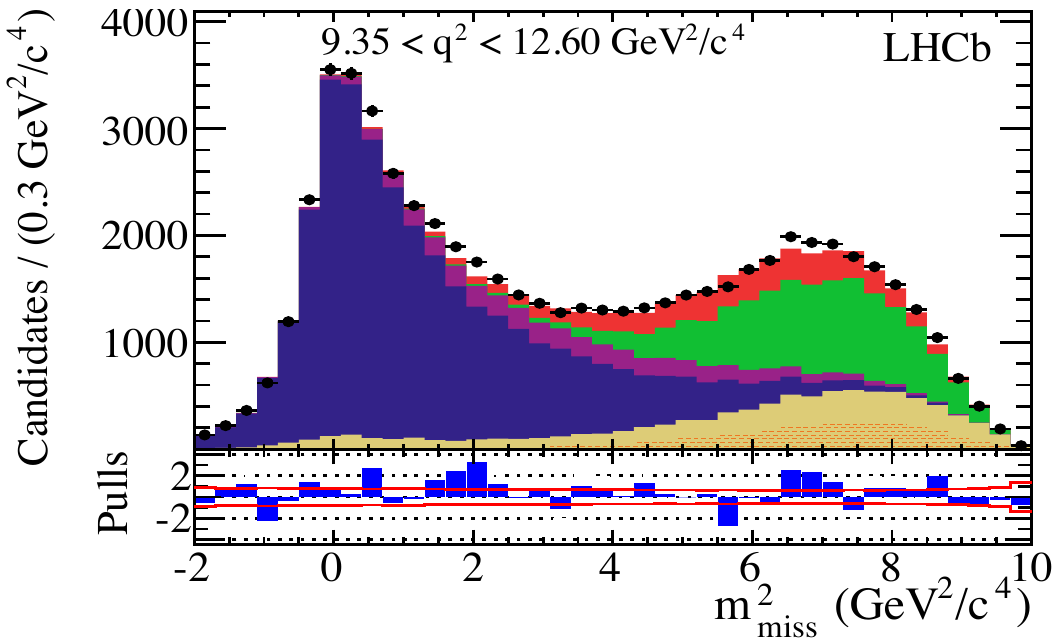 9.35 < q² < 12.60 GeV²/c⁴
LHCb
Candidates / (0.3 GeV²/c⁴)
4000
3000
2000
1000
Pulls
2
-2
-2 0 2 4 6 8 10
m²miss (GeV²/c⁴)